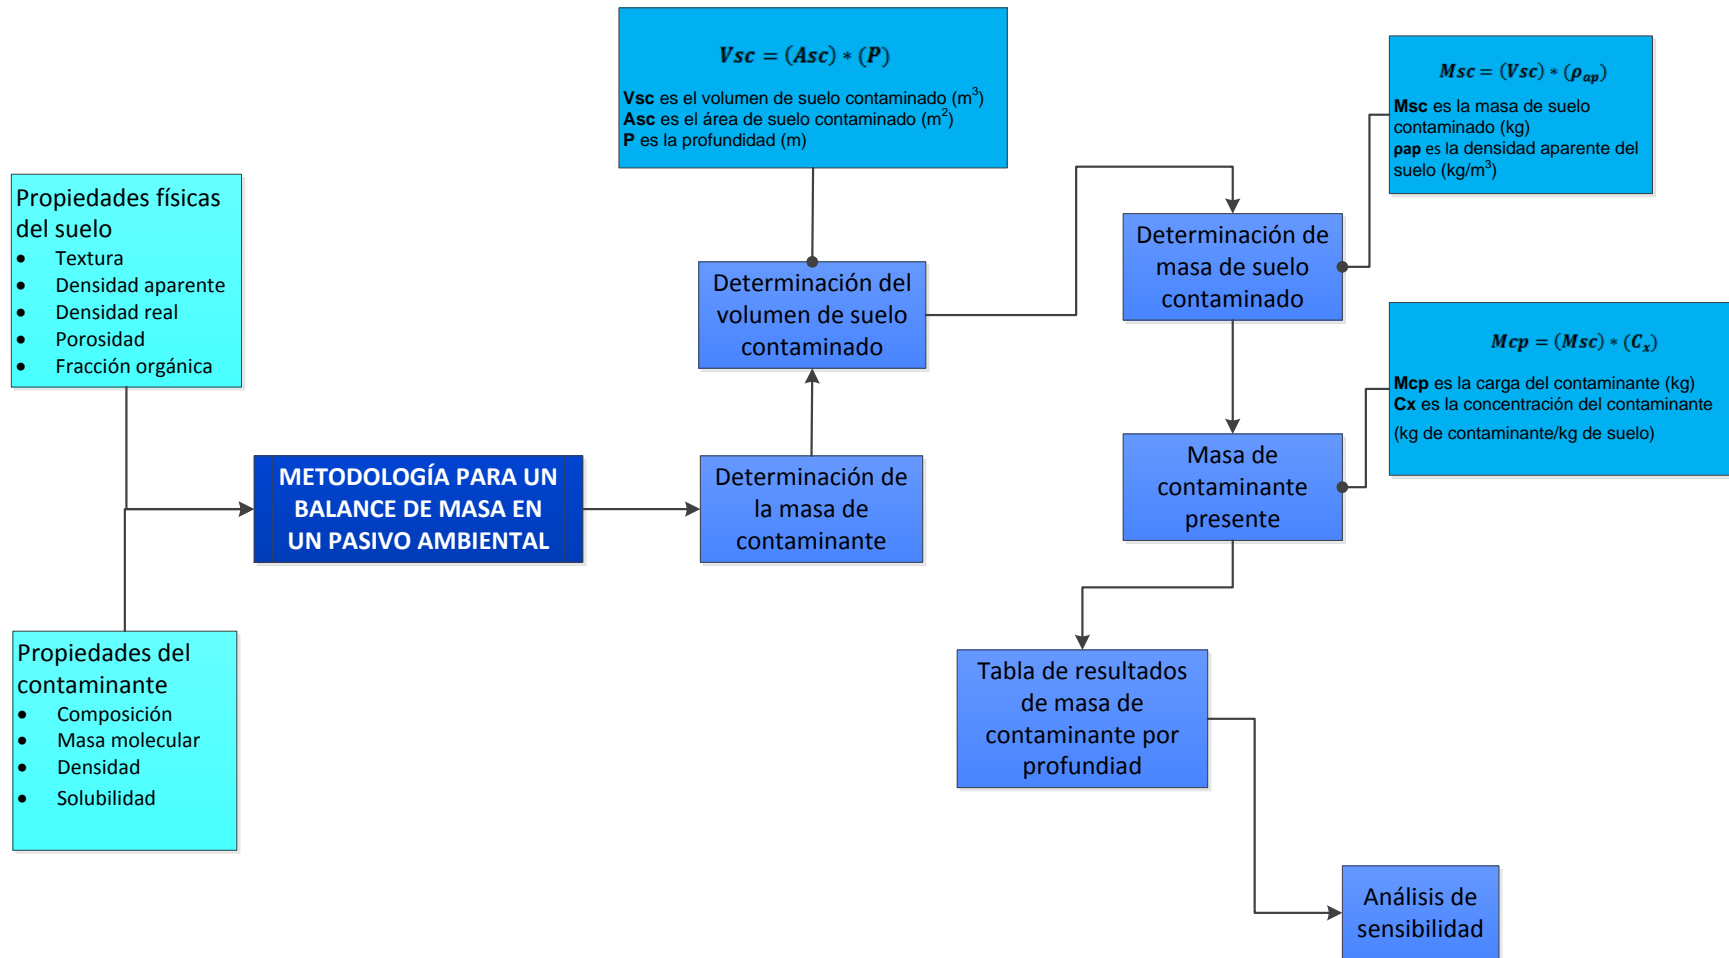 Propiedades físicas
del suelo
• Textura
• Densidad aparente
• Densidad real
• Porosidad
• Fracción orgánica
Propiedades del
contaminante
• Composición
• Masa molecular
• Densidad
• Solubilidad
METODOLOGÍA PARA UN
BALANCE DE MASA EN
UN PASIVO AMBIENTAL
Determinación de
la masa de
contaminante
Determinación del
volumen de suelo
contaminado
Vsc = (Asc) * (P)
Vsc es el volumen de suelo contaminado (m³)
Asc es el área de suelo contaminado (m²)
P es la profundidad (m)
Determinación de
masa de suelo
contaminado
Msc = (Vsc) * (ρₐₚ)
Msc es la masa de suelo
contaminado (kg)
ρap es la densidad aparente del
suelo (kg/m³)
Masa de
contaminante
presente
Mcp = (Msc) * (Cₓ)
Mcp es la carga del contaminante (kg)
Cx es la concentración del contaminante
(kg de contaminante/kg de suelo)
Tabla de resultados
de masa de
contaminante por
profundiad
Análisis de
sensibilidad